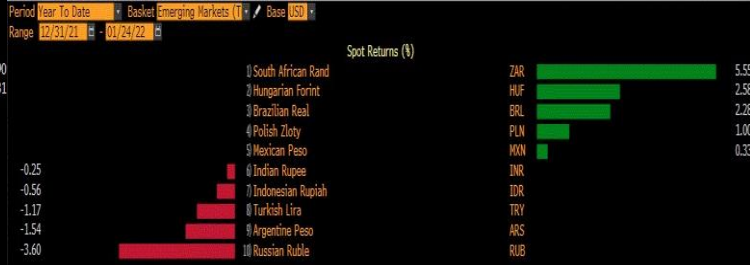 Period Year To Date Basket Emerging Markets (T Base USD
Range 12/31/21 - 01/24/22
Spot Returns (%)
1) South African Rand ZAR 5.55
2) Hungarian Forint HUF 2.58
3) Brazilian Real BRL 2.28
4) Polish Zloty PLN 1.00
5) Mexican Peso MXN 0.33
-0.25 6) Indian Rupee INR
-0.56 7) Indonesian Rupiah IDR
-1.17 8) Turkish Lira TRY
-1.54 9) Argentine Peso ARS
-3.60 10) Russian Ruble RUB